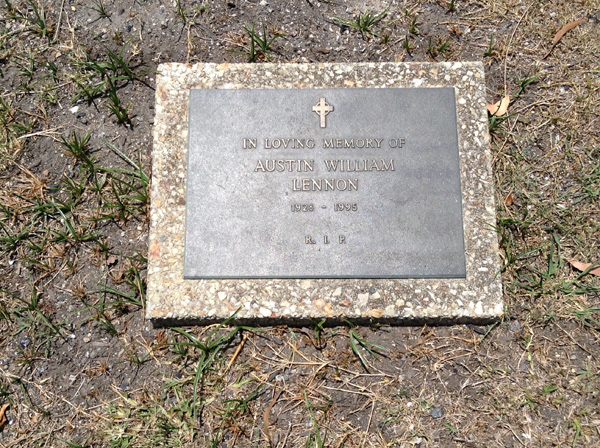 IN LOVING MEMORY OF
AUSTIN WILLIAM
LENNON
1928 - 1995
R. I. P.